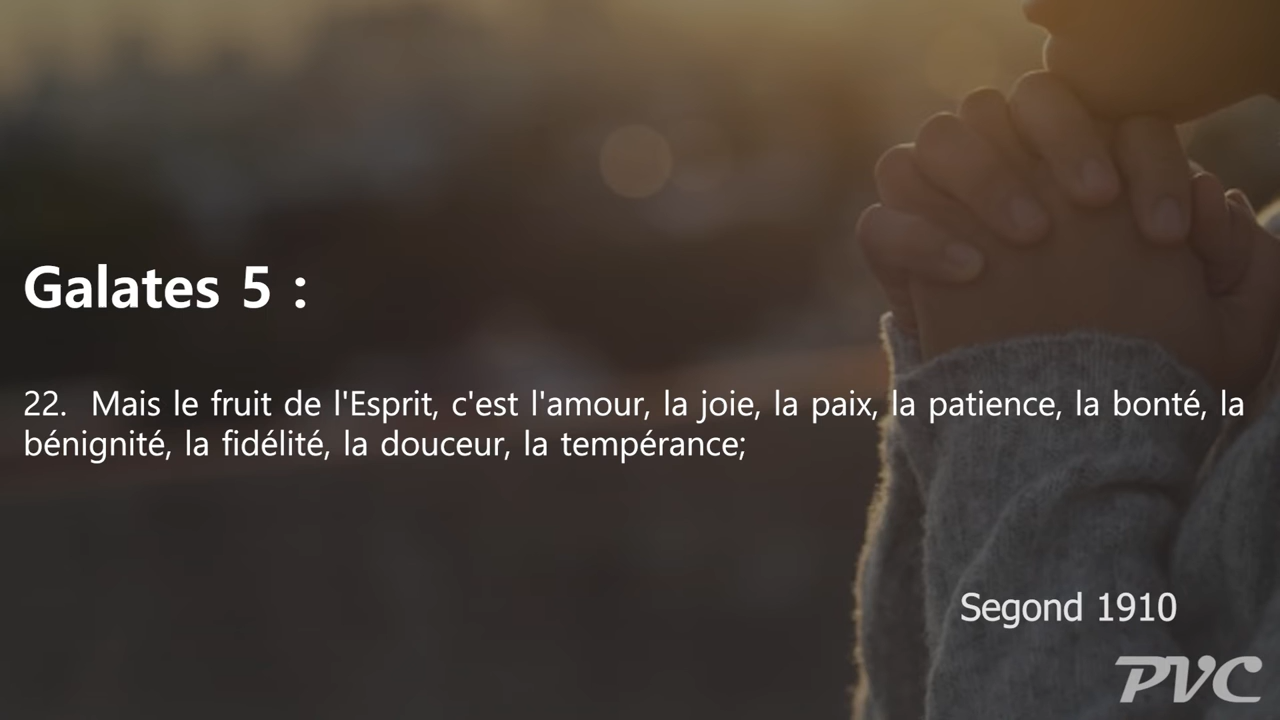 Galates 5 :
22. Mais le fruit de l'Esprit, c'est l'amour, la joie, la paix, la patience, la bonté, la
bénignité, la fidélité, la douceur, la tempérance;
Segond 1910
PVC